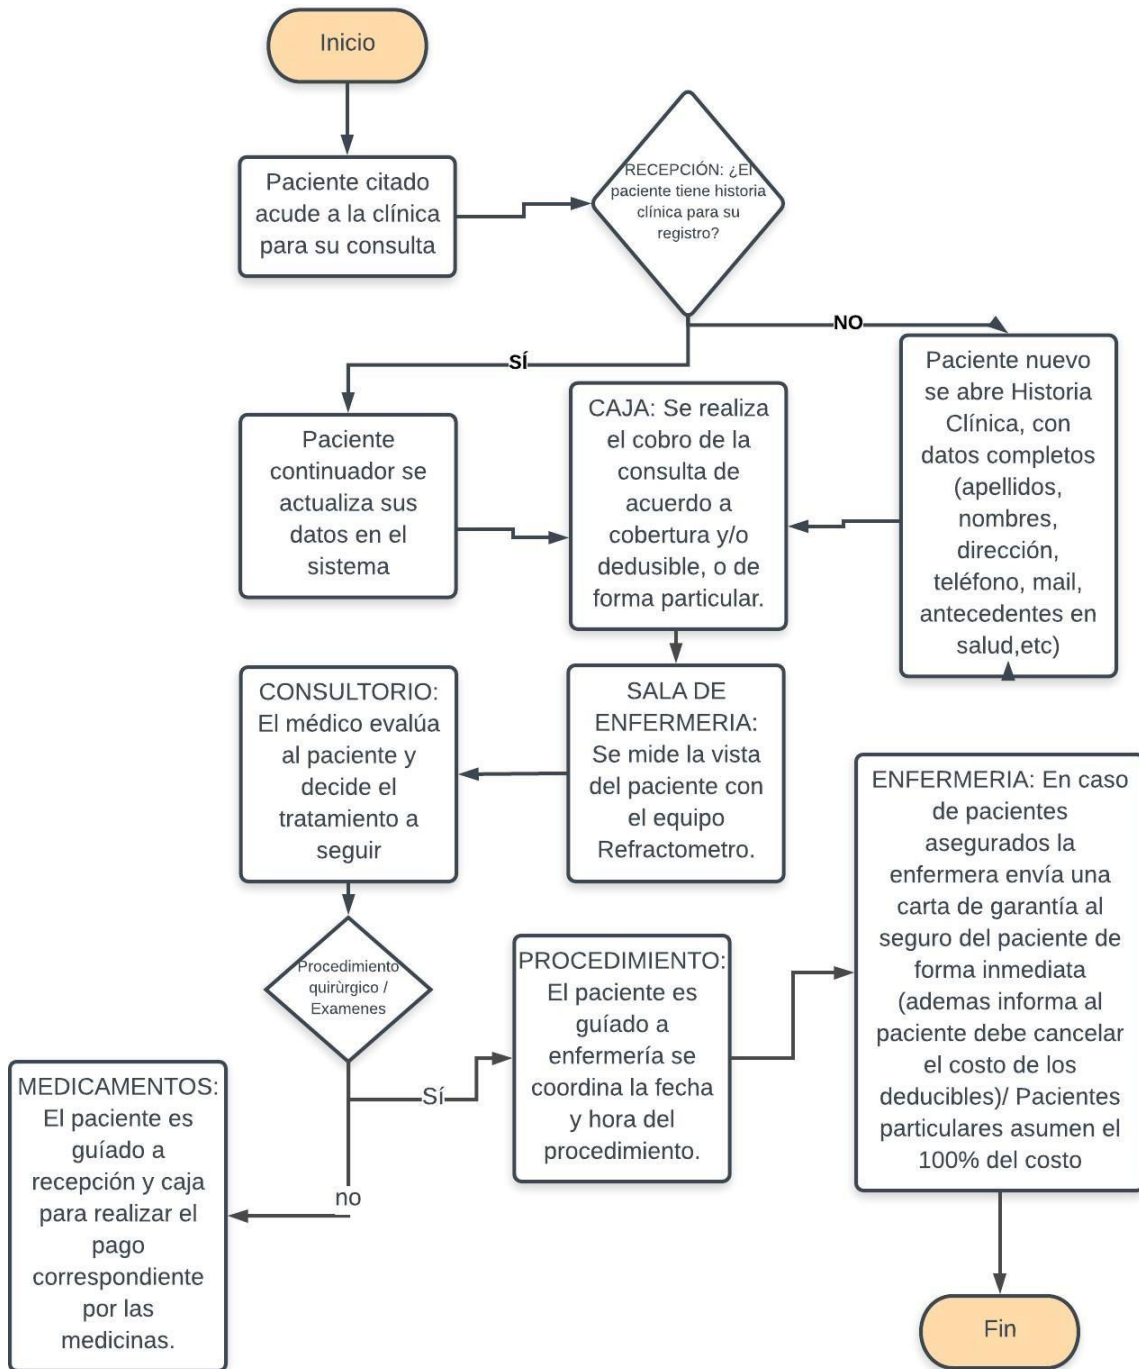 Inicio
Paciente citado
acude a la clínica
para su consulta
RECEPCIÓN: ¿El
paciente tiene historia
clínica para su
registro?
NO
SÍ
Paciente
continuador se
actualiza sus
datos en el
sistema
CAJA: Se realiza
el cobro de la
consulta de
acuerdo a
cobertura y/o
dedusible, o de
forma particular.
Paciente nuevo
se abre Historia
Clínica, con
datos completos
(apellidos,
nombres,
dirección,
teléfono, mail,
antecedentes en
salud,etc)
SALA DE
ENFERMERIA:
Se mide la vista
del paciente con
el equipo
Refractometro.
CONSULTORIO:
El médico evalúa
al paciente y
decide el
tratamiento a
seguir
Procedimiento
quirùrgico /
Examenes
Sí
no
MEDICAMENTOS:
El paciente es
guíado a
recepción y caja
para realizar el
pago
correspondiente
por las
medicinas.
PROCEDIMIENTO:
El paciente es
guíado a
enfermería se
coordina la fecha
y hora del
procedimiento.
ENFERMERIA: En caso
de pacientes
asegurados la
enfermera envía una
carta de garantía al
seguro del paciente de
forma inmediata
(ademas informa al
paciente debe cancelar
el costo de los
deducibles)/ Pacientes
particulares asumen el
100% del costo
Fin